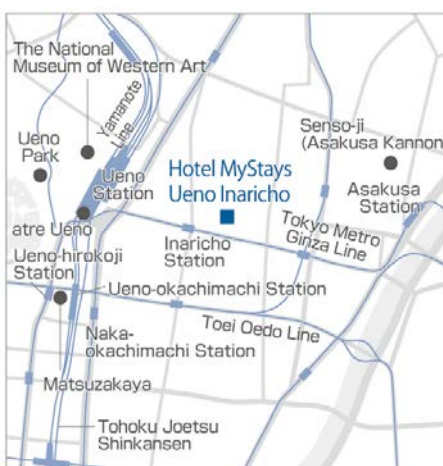 The National
Museum of Western Art
Yamanote
Line
Ueno
Park
Ueno
Station
Hotel MyStays
Ueno Inaricho
Senso-ji
(Asakusa Kannon
Asakusa
Station
atre Ueno
Inaricho
Station
Tokyo Metro
Ginza Line
Ueno-hirokoji
Station
Ueno-okachimachi Station
Toei Oedo Line
Naka-
okachimachi Station
Matsuzakaya
Tohoku Joetsu
Shinkansen